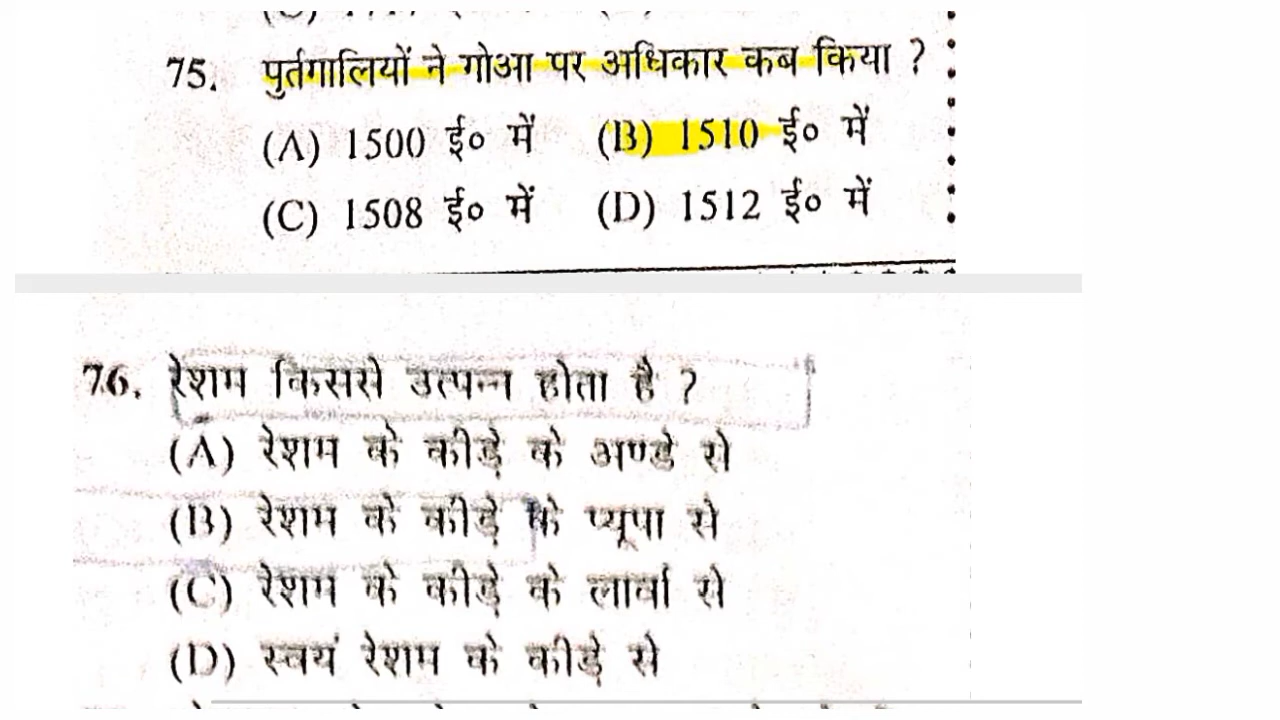 75. पुर्तगालियों ने गोआ पर अधिकार कब किया ?
(A) 1500 ई० में (B) 1510 ई० में
(C) 1508 ई० में (D) 1512 ई० में
76. रेशम किससे उत्पन्न होता है ?
(A) रेशम के कीड़े के अण्डे से
(B) रेशम के कीड़े के प्यूपा से
(C) रेशम के कीड़े के लार्वा से
(D) स्वयं रेशम के कीड़े से